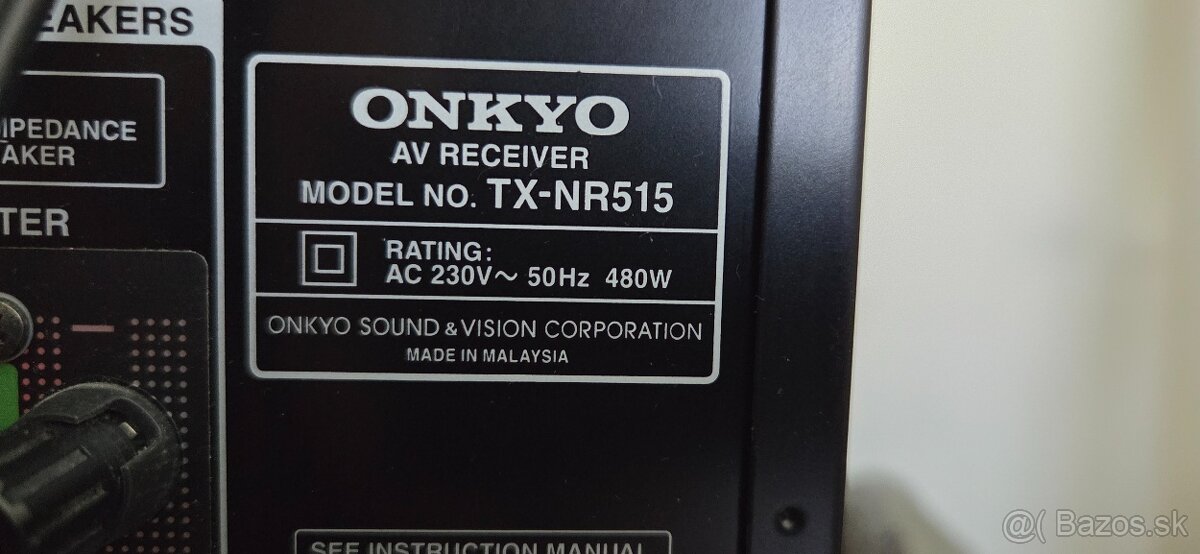 EAKERS
IPEDANCE
AKER
TER
ONKYO
AV RECEIVER
MODEL NO. TX-NR515
RATING:
AC 230V～ 50Hz 480W
ONKYO SOUND & VISION CORPORATION
MADE IN MALAYSIA
SEE INSTRUCTION MANUAL
@( Bazos.sk